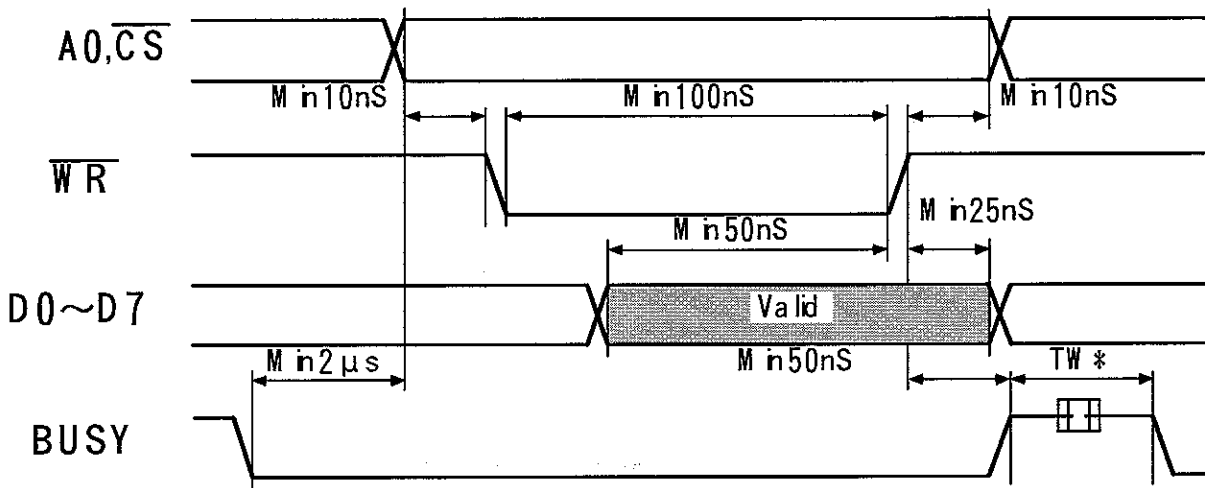 A0,CS
Min10nS Min100nS Min10nS
WR
Min25nS
Min50nS
D0～D7
Valid
Min2μs Min50nS TW*
BUSY